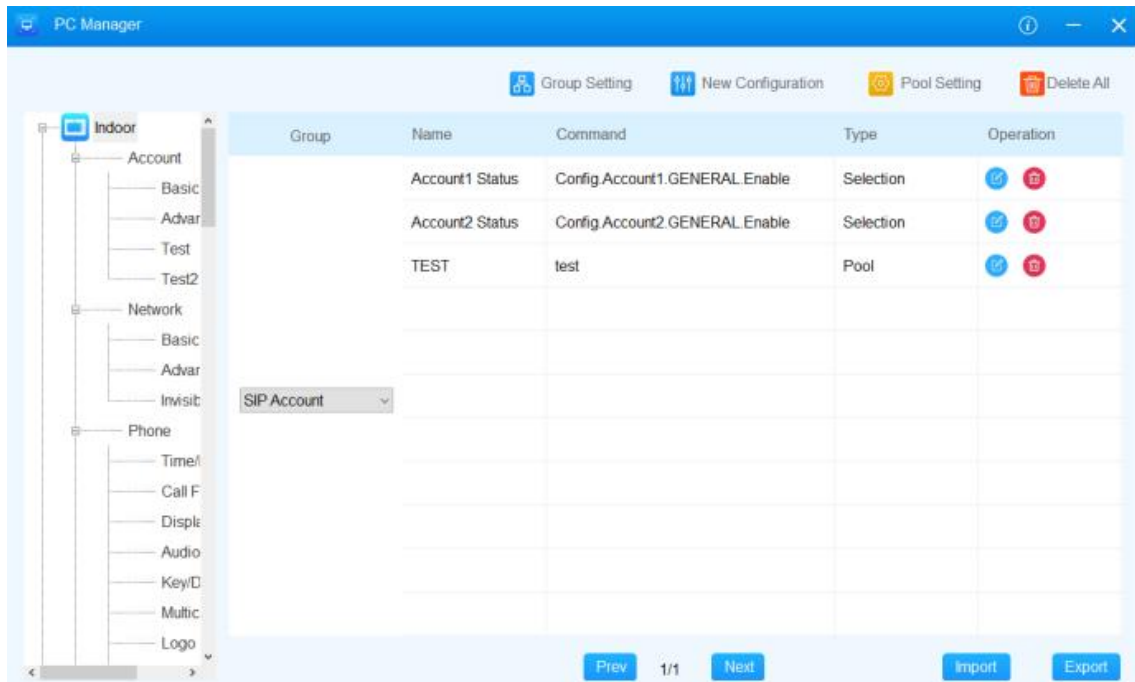 PC Manager
Group Setting New Configuration Pool Setting Delete All
Indoor
Account
Basic
Advar
Test
Test2
Network
Basic
Advar
Invisib
Phone
Time/
Call F
Displa
Audio
Key/D
Multic
Logo
Group Name Command Type Operation
SIP Account
Account1 Status Config.Account1.GENERAL.Enable Selection
Account2 Status Config.Account2.GENERAL.Enable Selection
TEST test Pool
Prev 1/1 Next Import Export